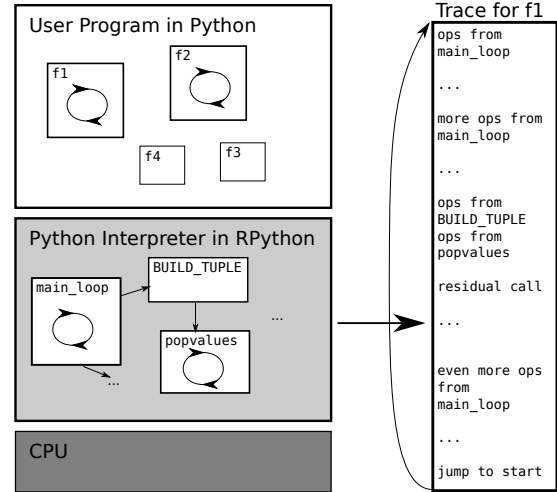 User Program in Python
f1
f2
f4
f3
Python Interpreter in RPython
main_loop
BUILD_TUPLE
popvalues
...
...
CPU
Trace for f1
ops from
main_loop
...
more ops from
main_loop
...
ops from
BUILD_TUPLE
ops from
popvalues
residual call
...
even more ops
from
main_loop
...
jump to start